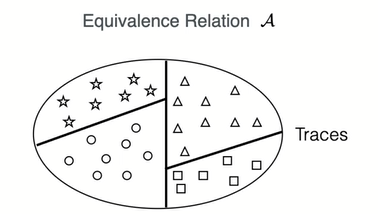 Equivalence Relation 𝒜
Traces